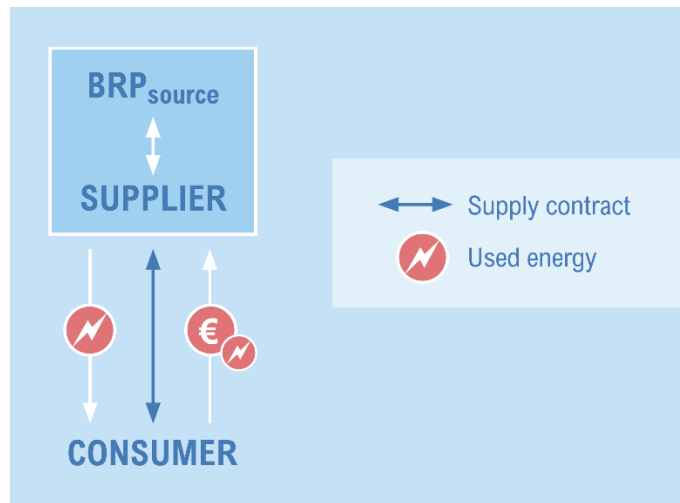 BRPsource
SUPPLIER
Supply contract
Used energy
€
CONSUMER